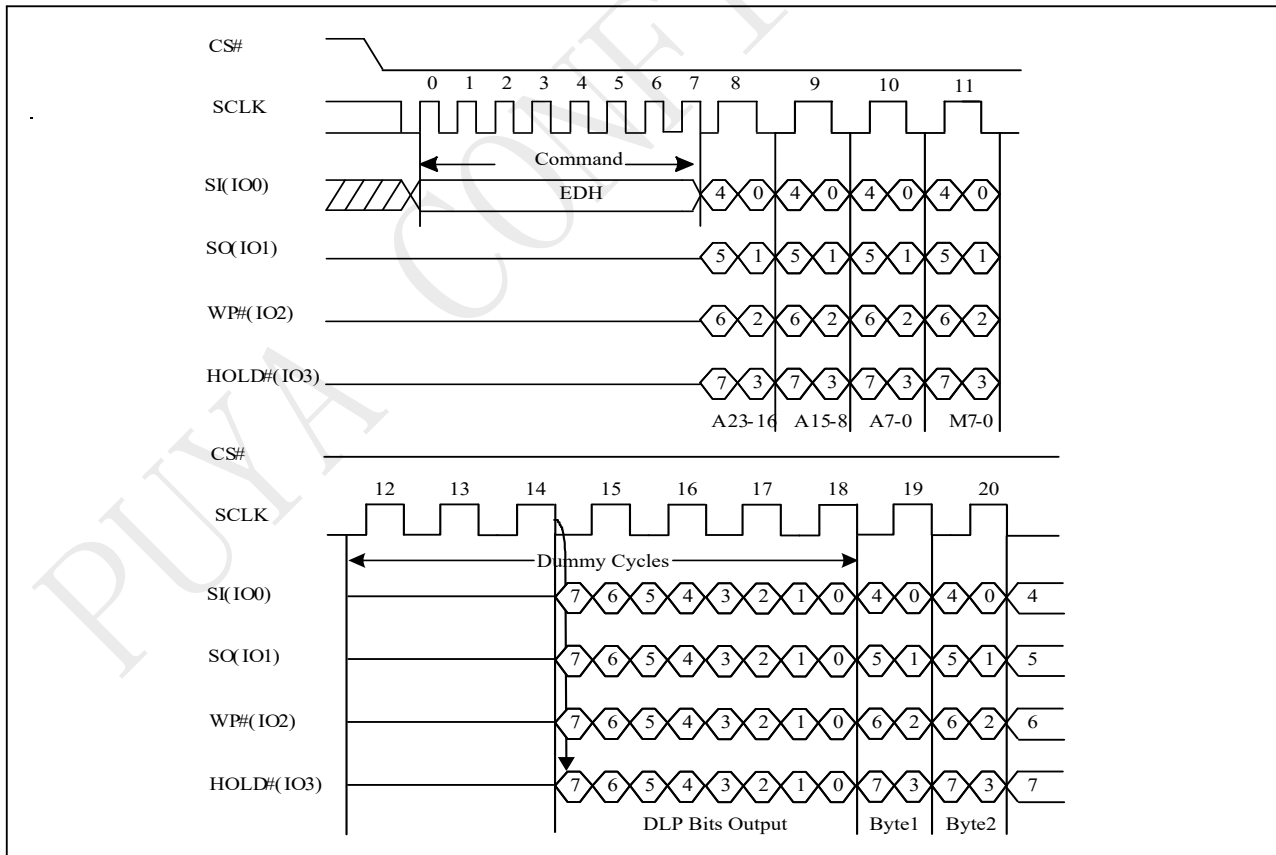 CS#
0 1 2 3 4 5 6 7 8 9 10 11
SCLK
Command
SI(IO0) EDH 4 0 4 0 4 0 4 0
SO(IO1) 5 1 5 1 5 1 5 1
WP#(IO2) 6 2 6 2 6 2 6 2
HOLD#(IO3) 7 3 7 3 7 3 7 3
A23-16 A15-8 A7-0 M7-0
CS#
12 13 14 15 16 17 18 19 20
SCLK
Dummy Cycles
SI(IO0) 7 6 5 4 3 2 1 0 4 0 4 0 4
SO(IO1) 7 6 5 4 3 2 1 0 5 1 5 1 5
WP#(IO2) 7 6 5 4 3 2 1 0 6 2 6 2 6
HOLD#(IO3) 7 6 5 4 3 2 1 0 7 3 7 3 7
DLP Bits Output Byte1 Byte2
PUYA